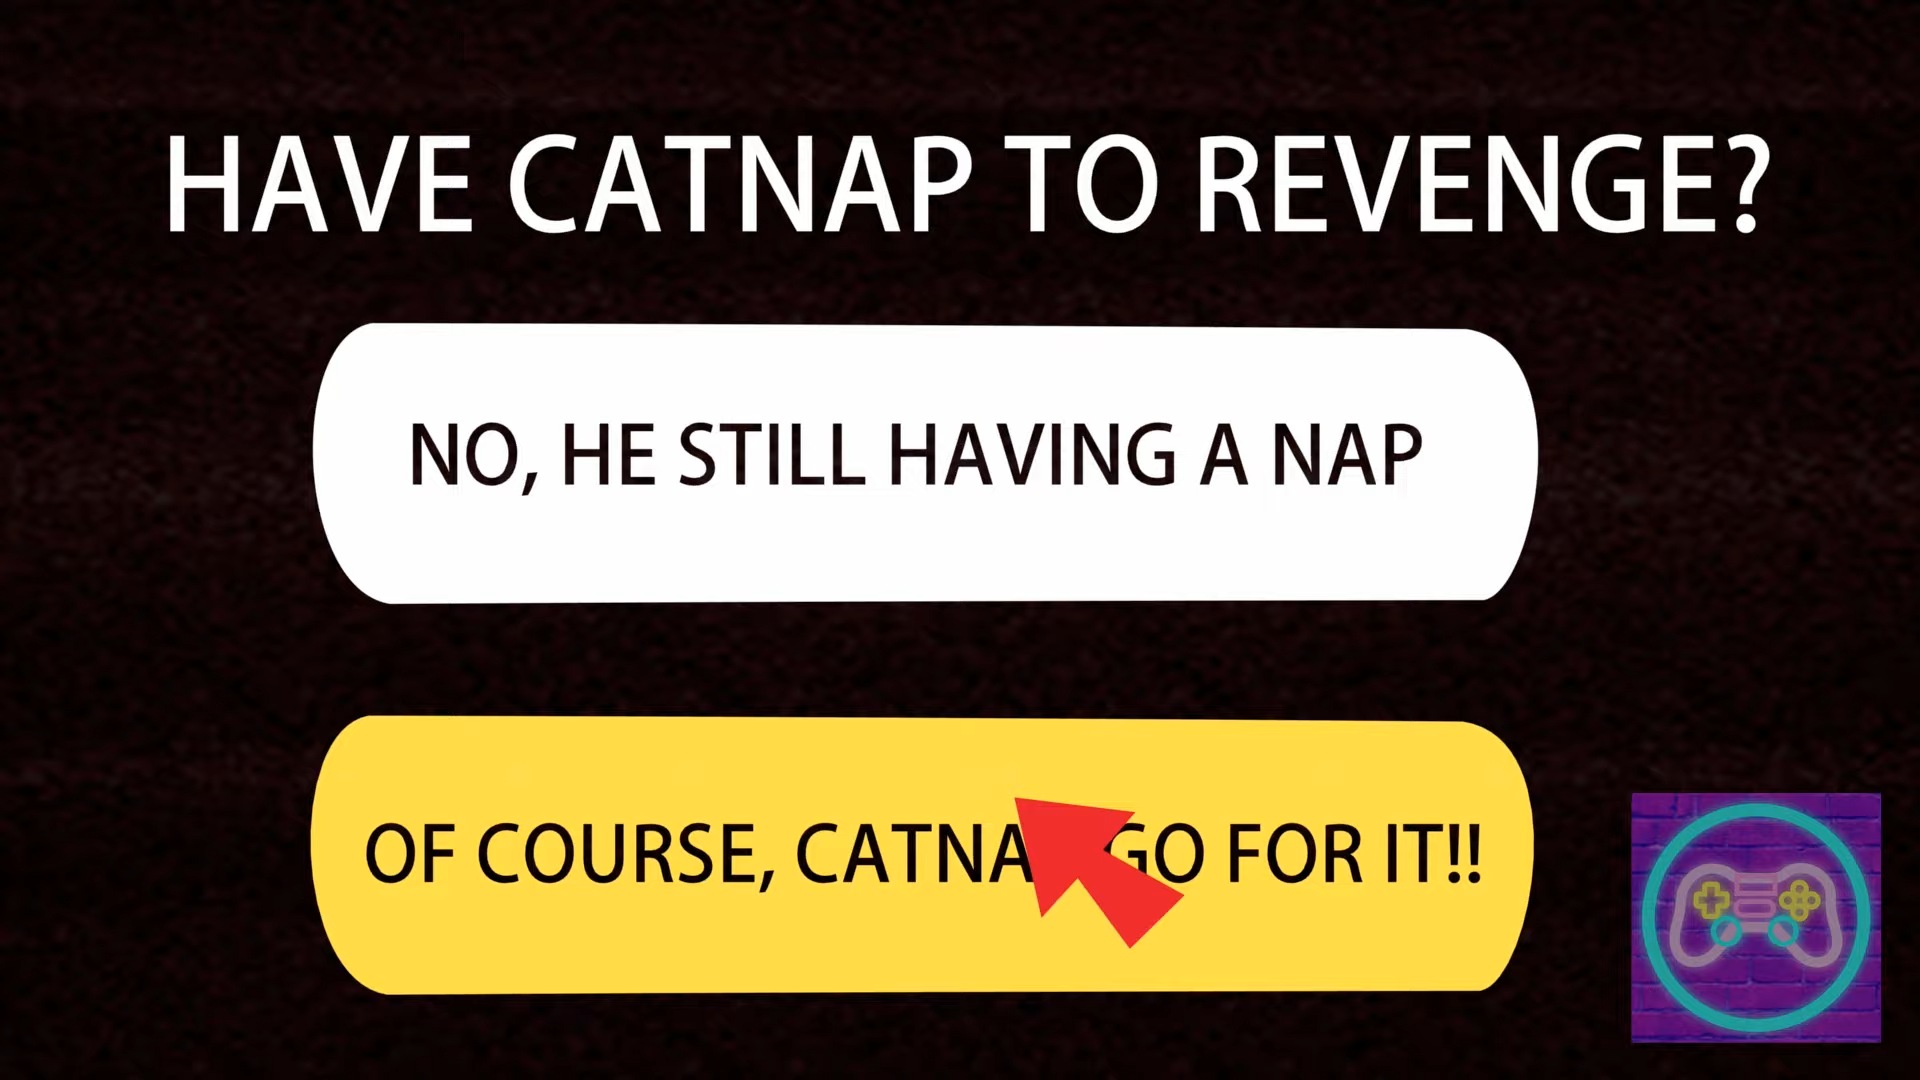 HAVE CATNAP TO REVENGE?
NO, HE STILL HAVING A NAP
OF COURSE, CATNA GO FOR IT!!